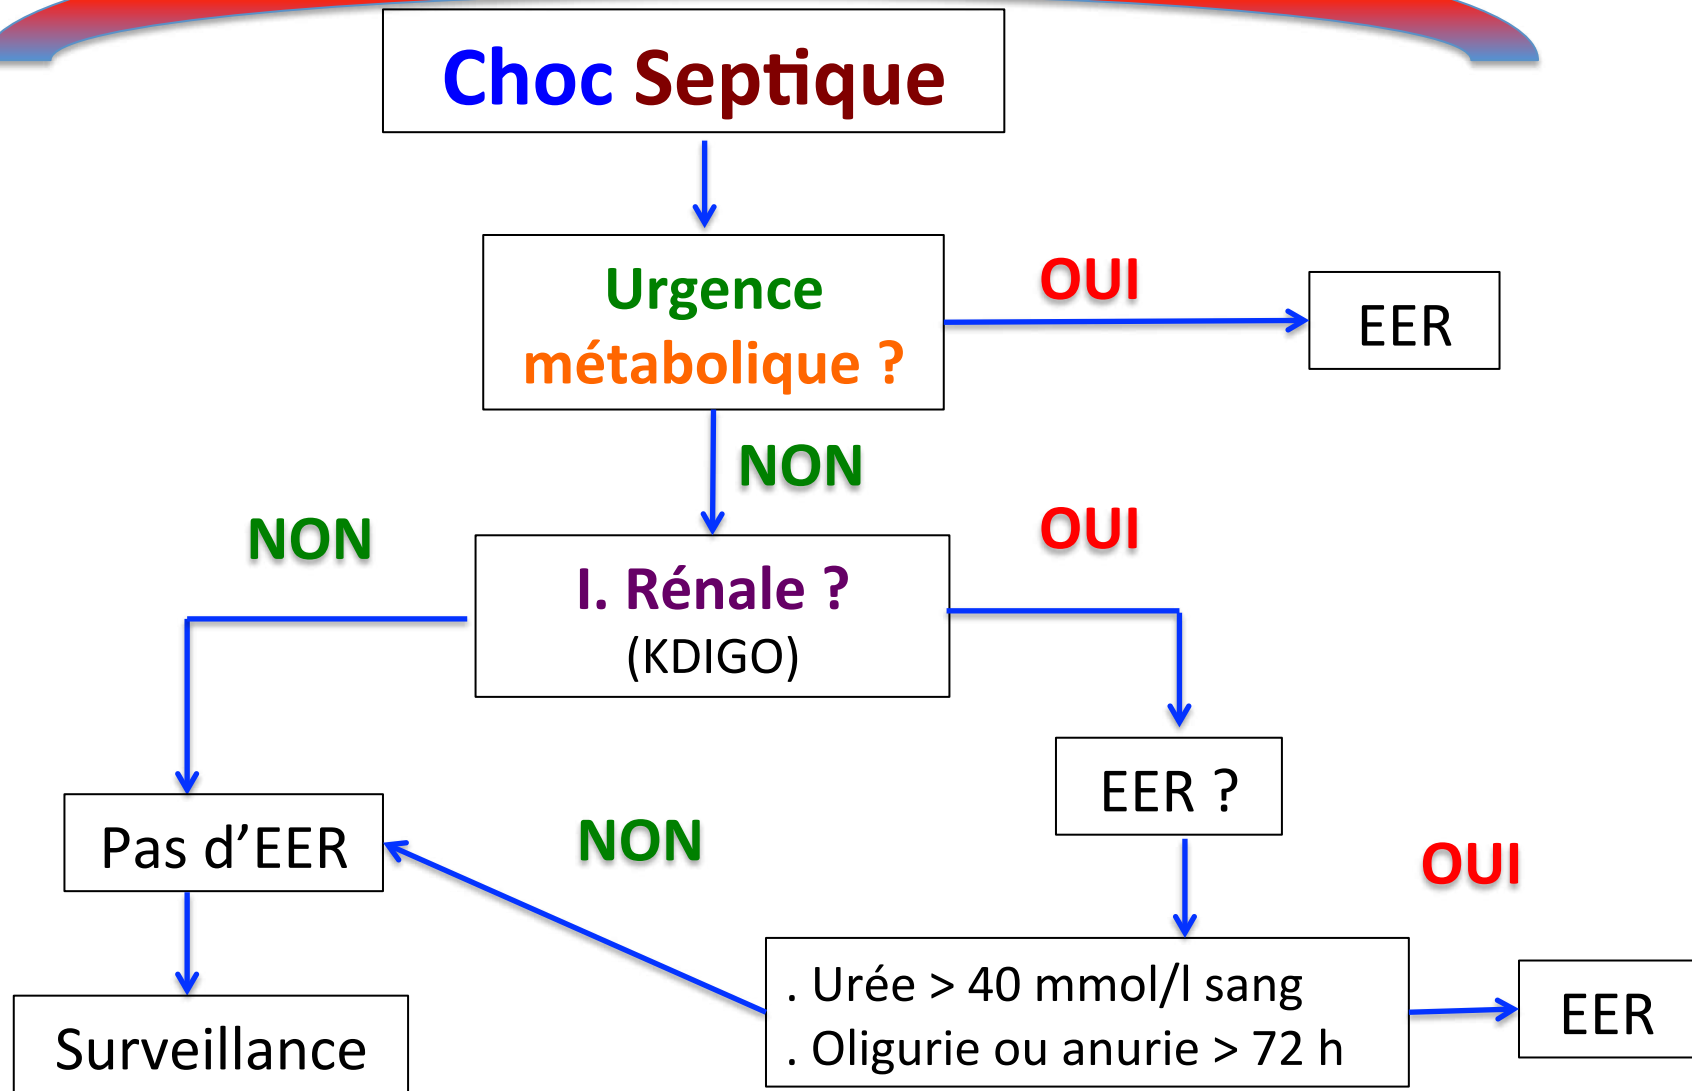 Choc Septique
Urgence
métabolique ?
OUI
EER
NON
NON
OUI
I. Rénale ?
(KDIGO)
EER ?
Pas d’EER
NON
OUI
. Urée > 40 mmol/l sang
. Oligurie ou anurie > 72 h
EER
Surveillance